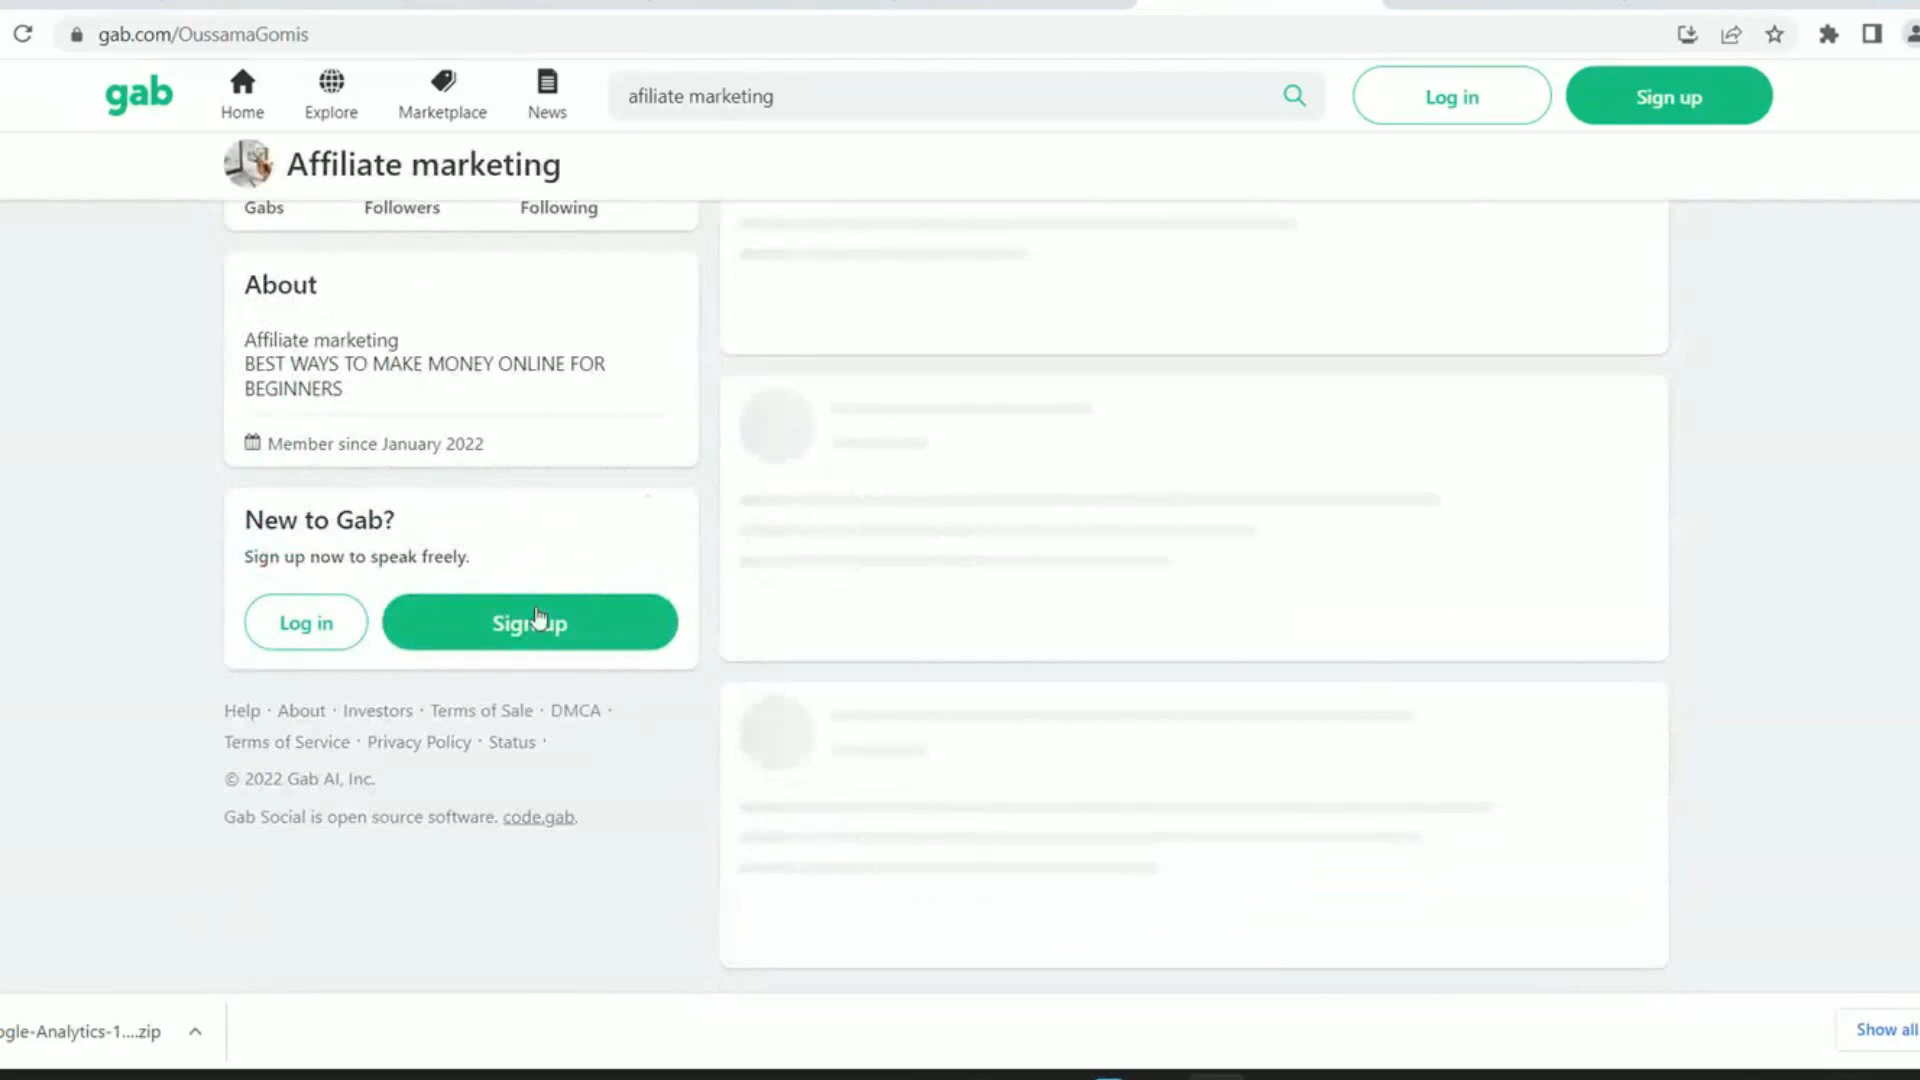 gab.com/OussamaGomis
gab
Home
Explore
Marketplace
News
afiliate marketing
Log in
Sign up
Affiliate marketing
Gabs
Followers
Following
About
Affiliate marketing
BEST WAYS TO MAKE MONEY ONLINE FOR
BEGINNERS
Member since January 2022
New to Gab?
Sign up now to speak freely.
Log in
Sign up
Help · About · Investors · Terms of Sale · DMCA ·
Terms of Service · Privacy Policy · Status ·
© 2022 Gab AI, Inc.
Gab Social is open source software. code.gab.
ogle-Analytics-1....zip
Show all